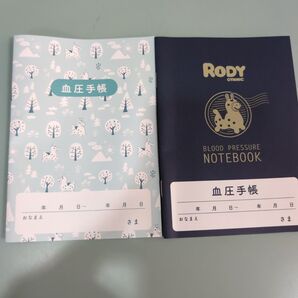 血圧手帳
年 月 日〜 年 月 日
おなまえ さま
RODY
BLOOD PRESSURE
NOTEBOOK
血圧手帳
年 月 日〜 年 月 日
おなまえ さま